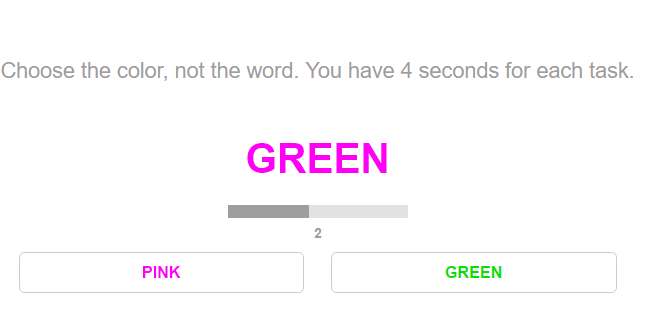 Choose the color, not the word. You have 4 seconds for each task.
GREEN
2
PINK
GREEN